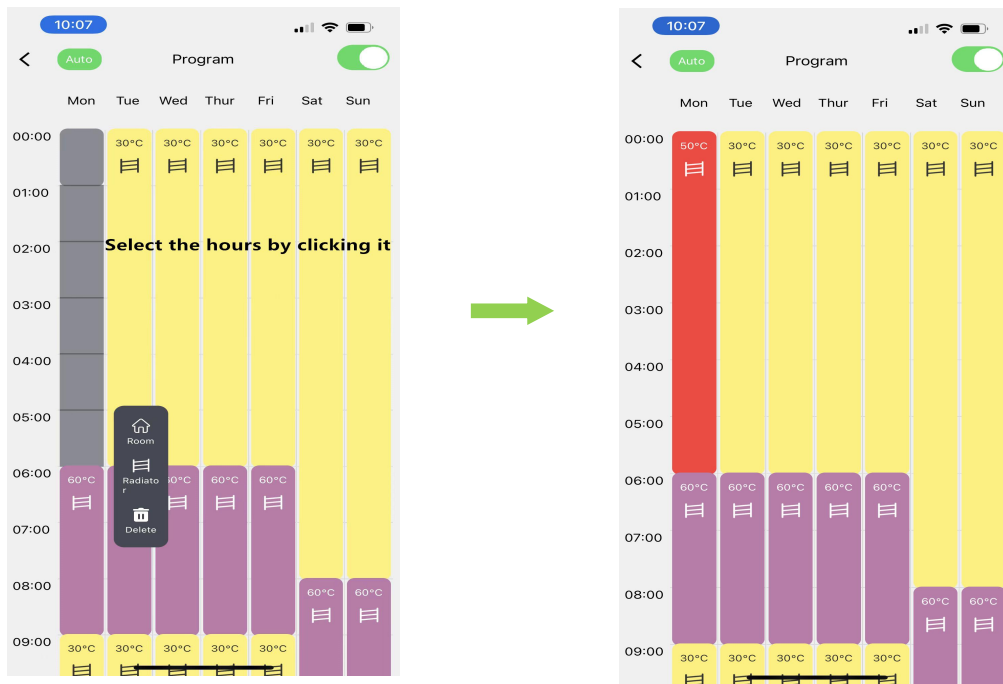 10:07
Auto Program
Mon Tue Wed Thur Fri Sat Sun
00:00 30°C 30°C 30°C 30°C 30°C 30°C
01:00
02:00 Select the hours by clicking it
03:00
04:00
05:00
Room
06:00 60°C 0°C 60°C 60°C
Radiato
r
07:00 Delete
08:00 60°C 60°C
09:00 30°C 30°C 30°C 30°C 30°C
10:07
Auto Program
Mon Tue Wed Thur Fri Sat Sun
00:00 50°C 30°C 30°C 30°C 30°C 30°C 30°C
01:00
02:00
03:00
04:00
05:00
06:00 60°C 60°C 60°C 60°C 60°C
07:00
08:00 60°C 60°C
09:00 30°C 30°C 30°C 30°C 30°C